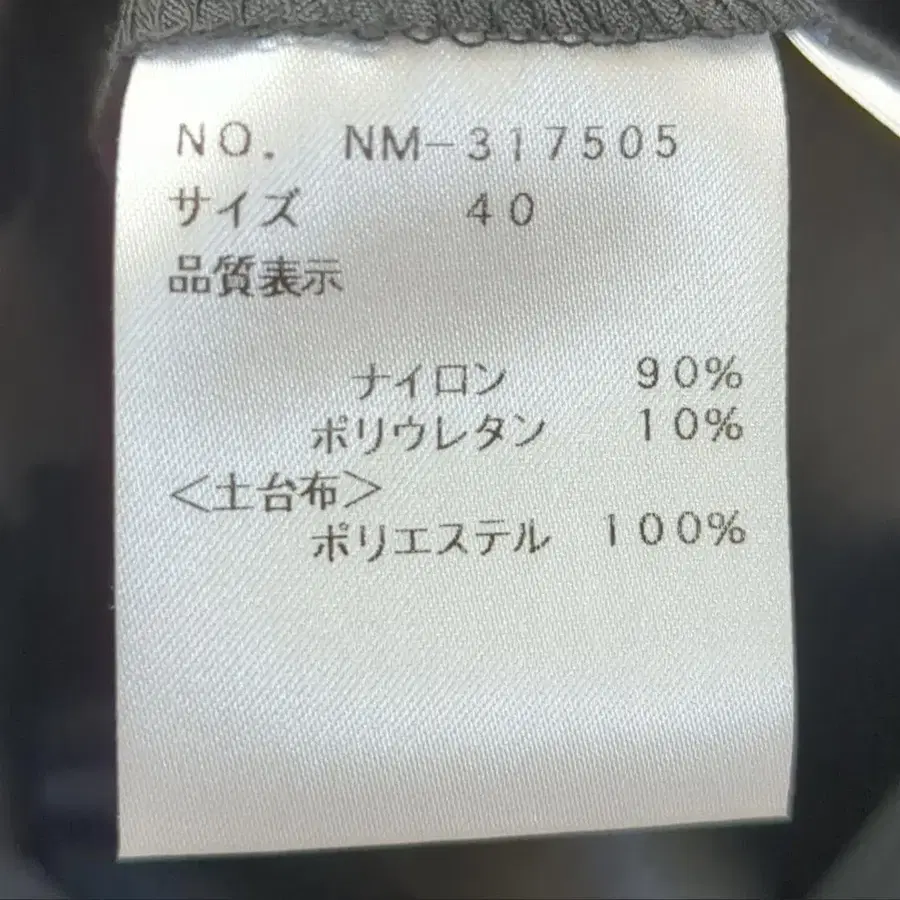 NO. NM-317505
サイズ 40
品質表示
ナイロン 90%
ポリウレタン 10%
<土台布>
ポリエステル 100%